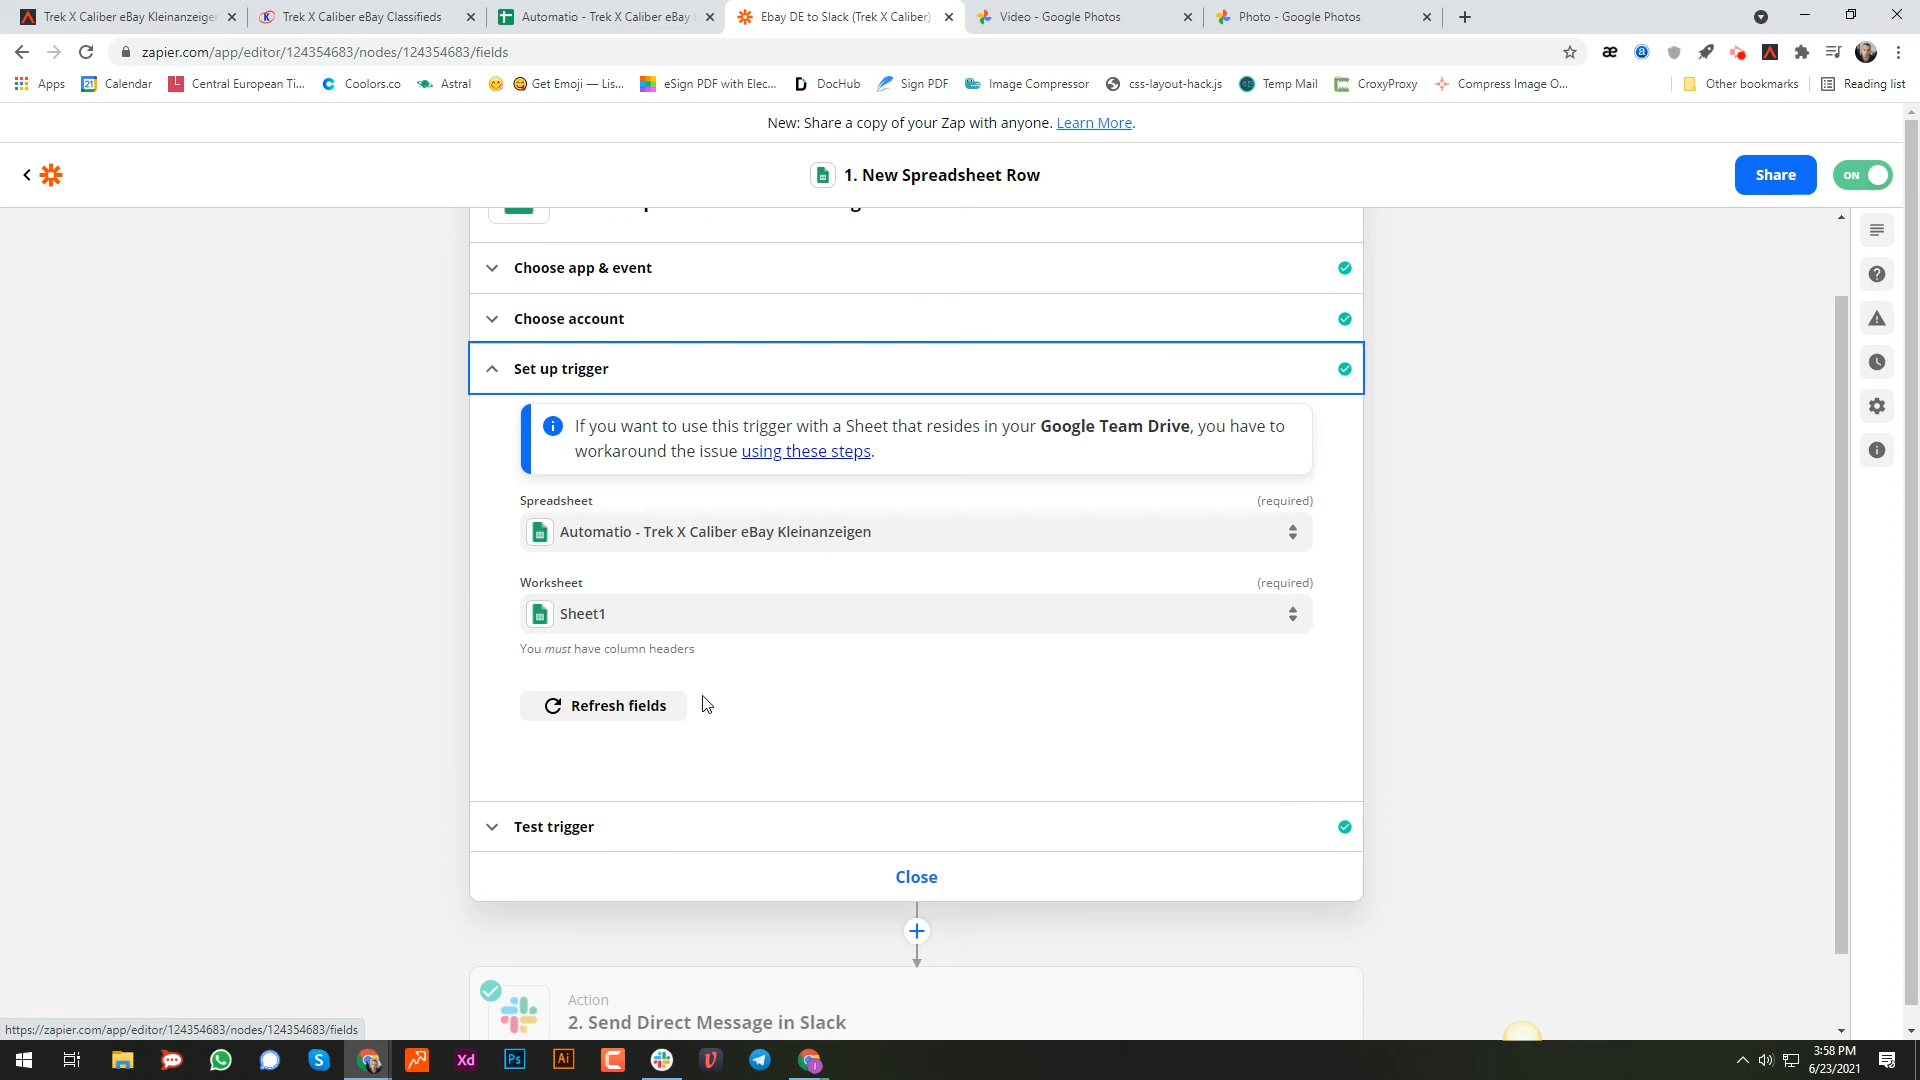 Trek X Caliber eBay Kleinanzeigen
Trek X Caliber eBay Classifieds
Automatio - Trek X Caliber eBay
Ebay DE to Slack (Trek X Caliber)
Video - Google Photos
Photo - Google Photos
zapier.com/app/editor/124354683/nodes/124354683/fields
Apps
Calendar
Central European Ti...
Coolors.co
Astral
Get Emoji — Lis...
eSign PDF with Elec...
DocHub
Sign PDF
Image Compressor
css-layout-hack.js
Temp Mail
CroxyProxy
Compress Image O...
Other bookmarks
Reading list
New: Share a copy of your Zap with anyone. Learn More.
1. New Spreadsheet Row
Share
ON
Choose app & event
Choose account
Set up trigger
If you want to use this trigger with a Sheet that resides in your Google Team Drive, you have to
workaround the issue using these steps.
Spreadsheet
(required)
Automatio - Trek X Caliber eBay Kleinanzeigen
Worksheet
(required)
Sheet1
You must have column headers
Refresh fields
Test trigger
Close
Action
2. Send Direct Message in Slack
https://zapier.com/app/editor/124354683/nodes/124354683/fields
Xd
Ps
Ai
3:58 PM
6/23/2021